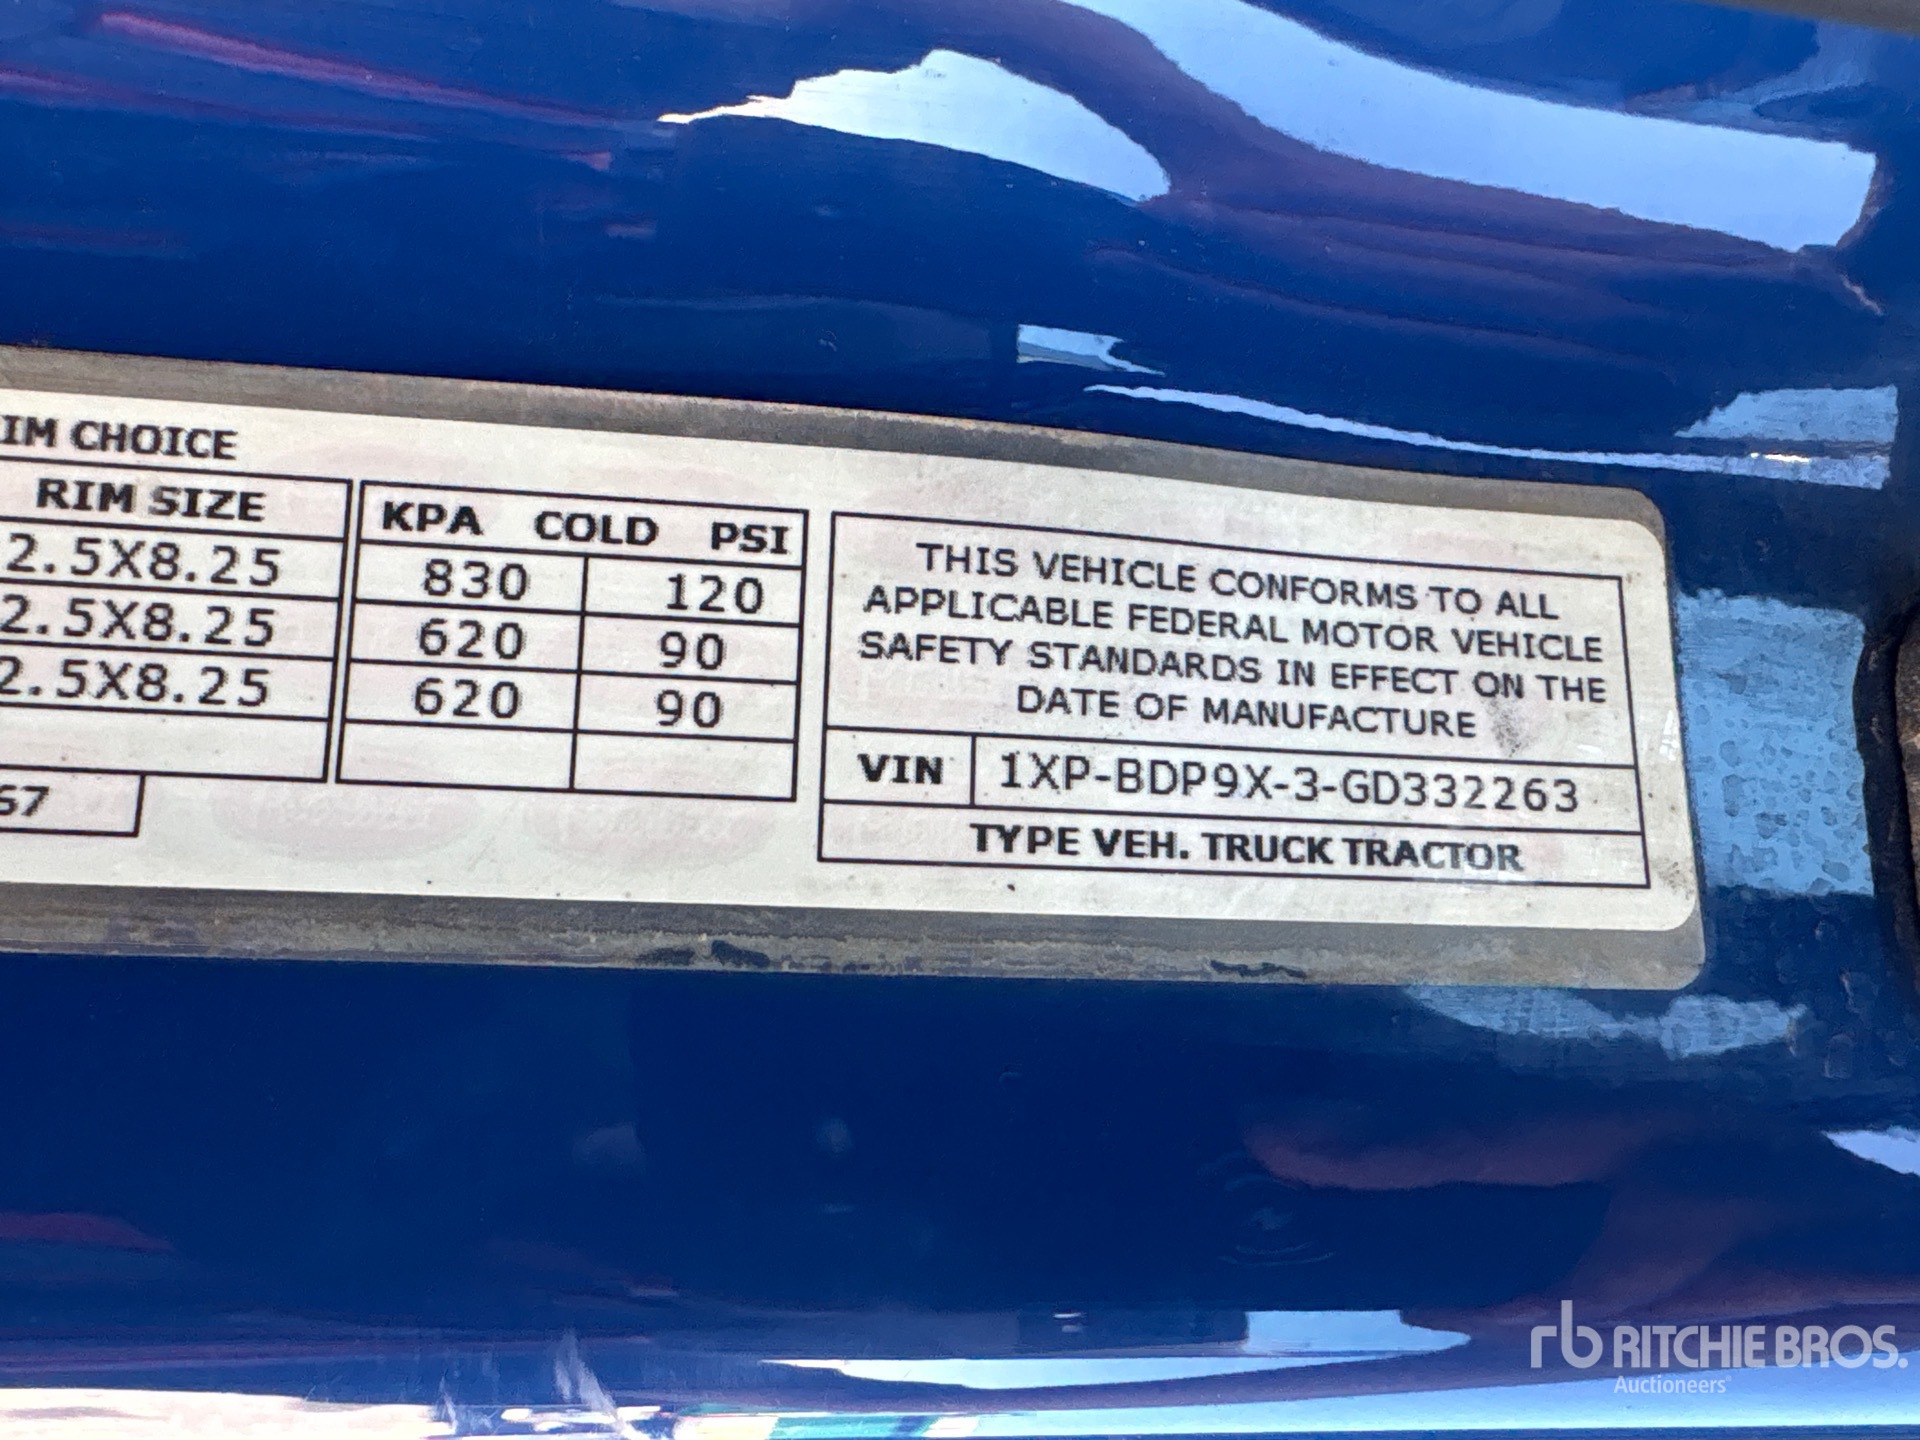 IM CHOICE
RIM SIZE
2.5X8.25
2.5X8.25
2.5X8.25
67
KPA COLD PSI
830 120
620 90
620 90
THIS VEHICLE CONFORMS TO ALL
APPLICABLE FEDERAL MOTOR VEHICLE
SAFETY STANDARDS IN EFFECT ON THE
DATE OF MANUFACTURE
VIN 1XP-BDP9X-3-GD332263
TYPE VEH. TRUCK TRACTOR
rb RITCHIE BROS.
Auctioneers